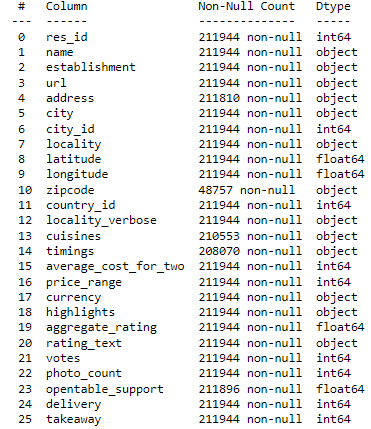 #   Column                Non-Null Count   Dtype
---  ------                --------------   -----
0   res_id                211944 non-null  int64
1   name                  211944 non-null  object
2   establishment         211944 non-null  object
3   url                   211944 non-null  object
4   address               211810 non-null  object
5   city                  211944 non-null  object
6   city_id               211944 non-null  int64
7   locality              211944 non-null  object
8   latitude              211944 non-null  float64
9   longitude             211944 non-null  float64
10  zipcode               48757 non-null   object
11  country_id            211944 non-null  int64
12  locality_verbose      211944 non-null  object
13  cuisines              210553 non-null  object
14  timings               208070 non-null  object
15  average_cost_for_two  211944 non-null  int64
16  price_range           211944 non-null  int64
17  currency              211944 non-null  object
18  highlights            211944 non-null  object
19  aggregate_rating      211944 non-null  float64
20  rating_text           211944 non-null  object
21  votes                 211944 non-null  int64
22  photo_count           211944 non-null  int64
23  opentable_support     211896 non-null  float64
24  delivery              211944 non-null  int64
25  takeaway              211944 non-null  int64